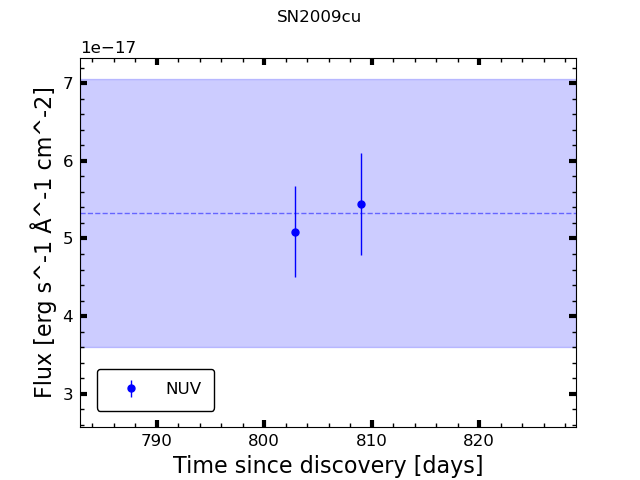 SN2009cu
1e−17
7
6
5
4
3
Flux [erg s^-1 Å^-1 cm^-2]
NUV
790
800
810
820
Time since discovery [days]